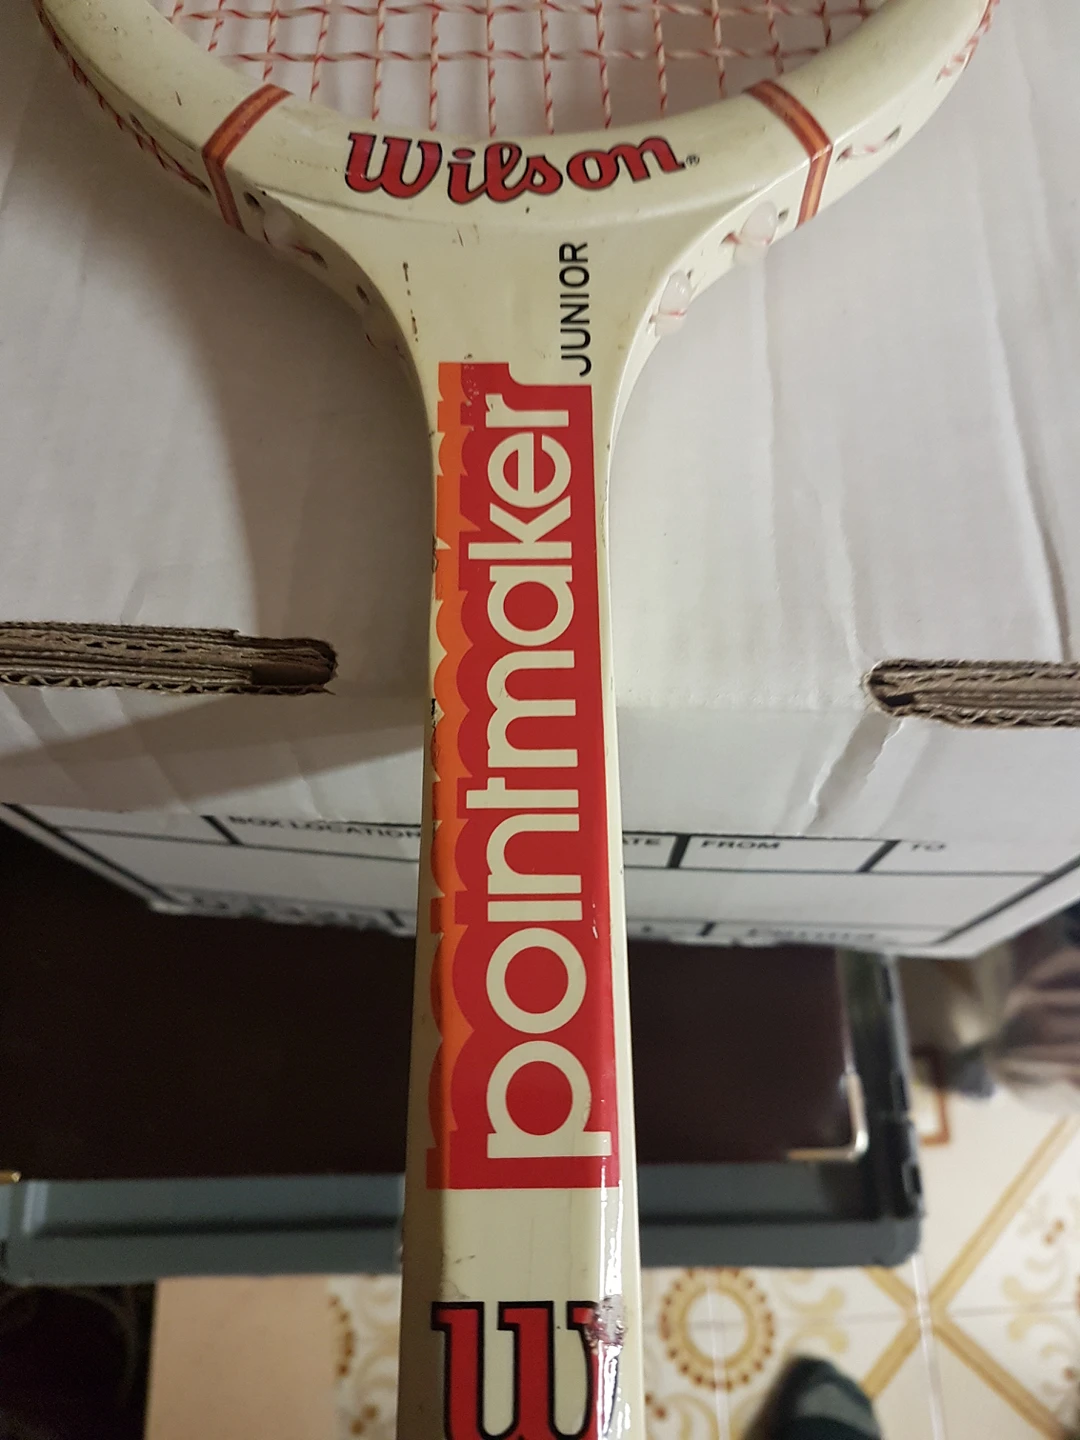 Wilson®
JUNIOR
pointmaker
BOX LOCATION
FROM
TO
W